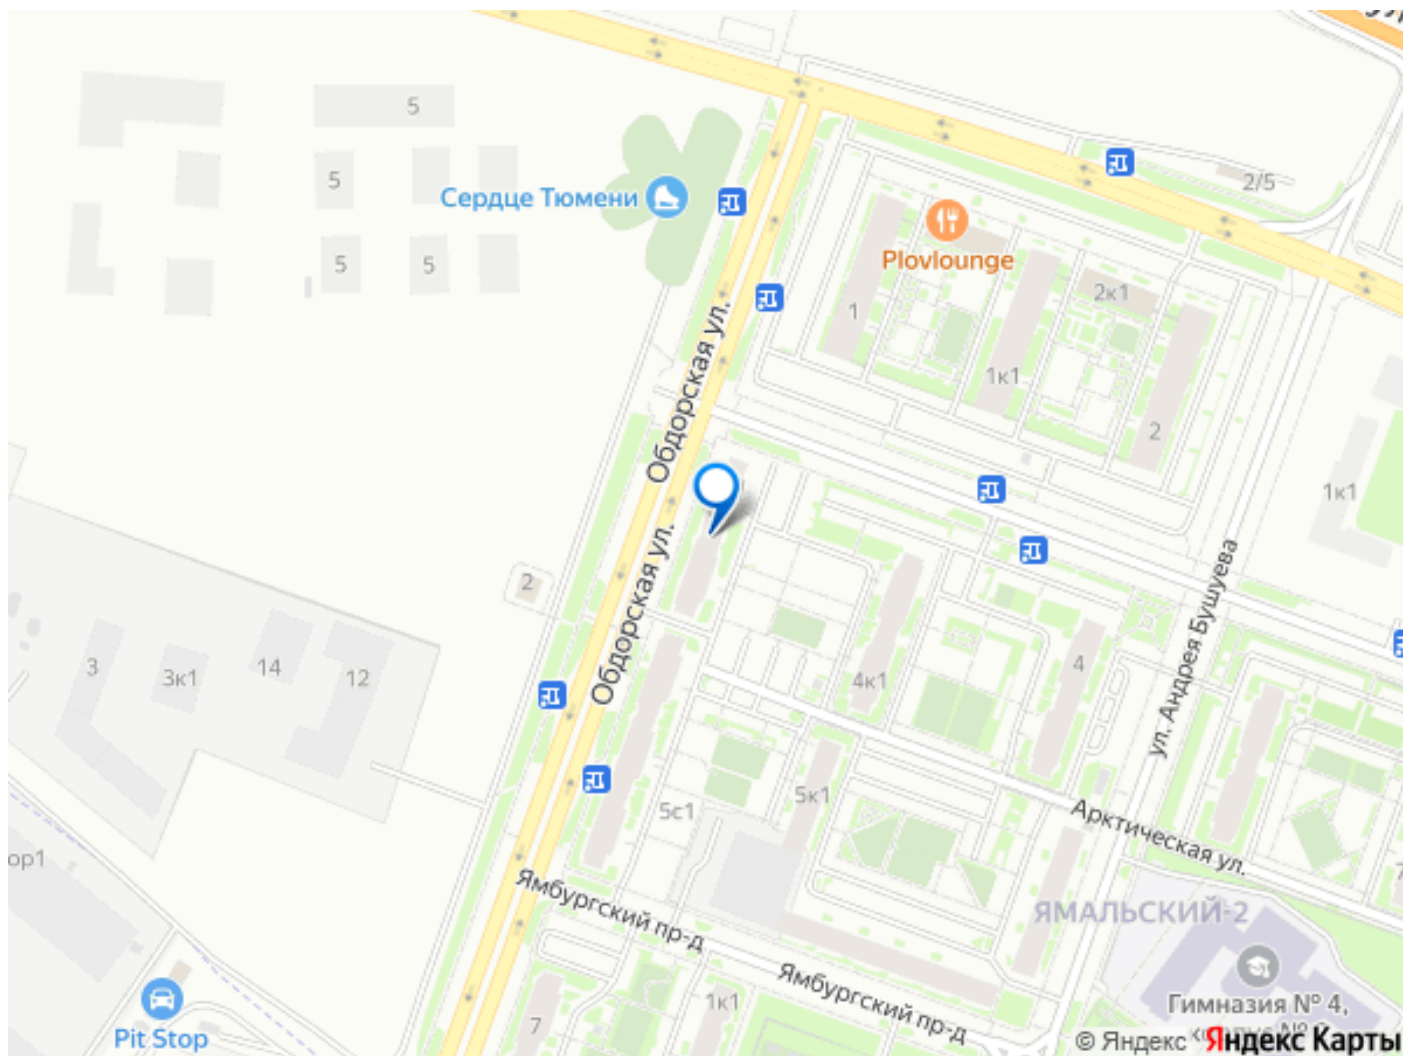 5
5
5
5
Сердце Тюмени
2/5
Plovlounge
2к1
1
1к1
2
Обдорская ул.
1к1
Обдорская ул.
2
ул. Андрея Бушуева
3
3к1
14
12
4к1
4
5к1
5с1
Арктическая ул.
ор1
Ямбургский пр-д
ЯМАЛЬСКИЙ-2
Ямбургский пр-д
1к1
7
Гимназия № 4,
Pit Stop
© Яндекс
Яндекс Карты